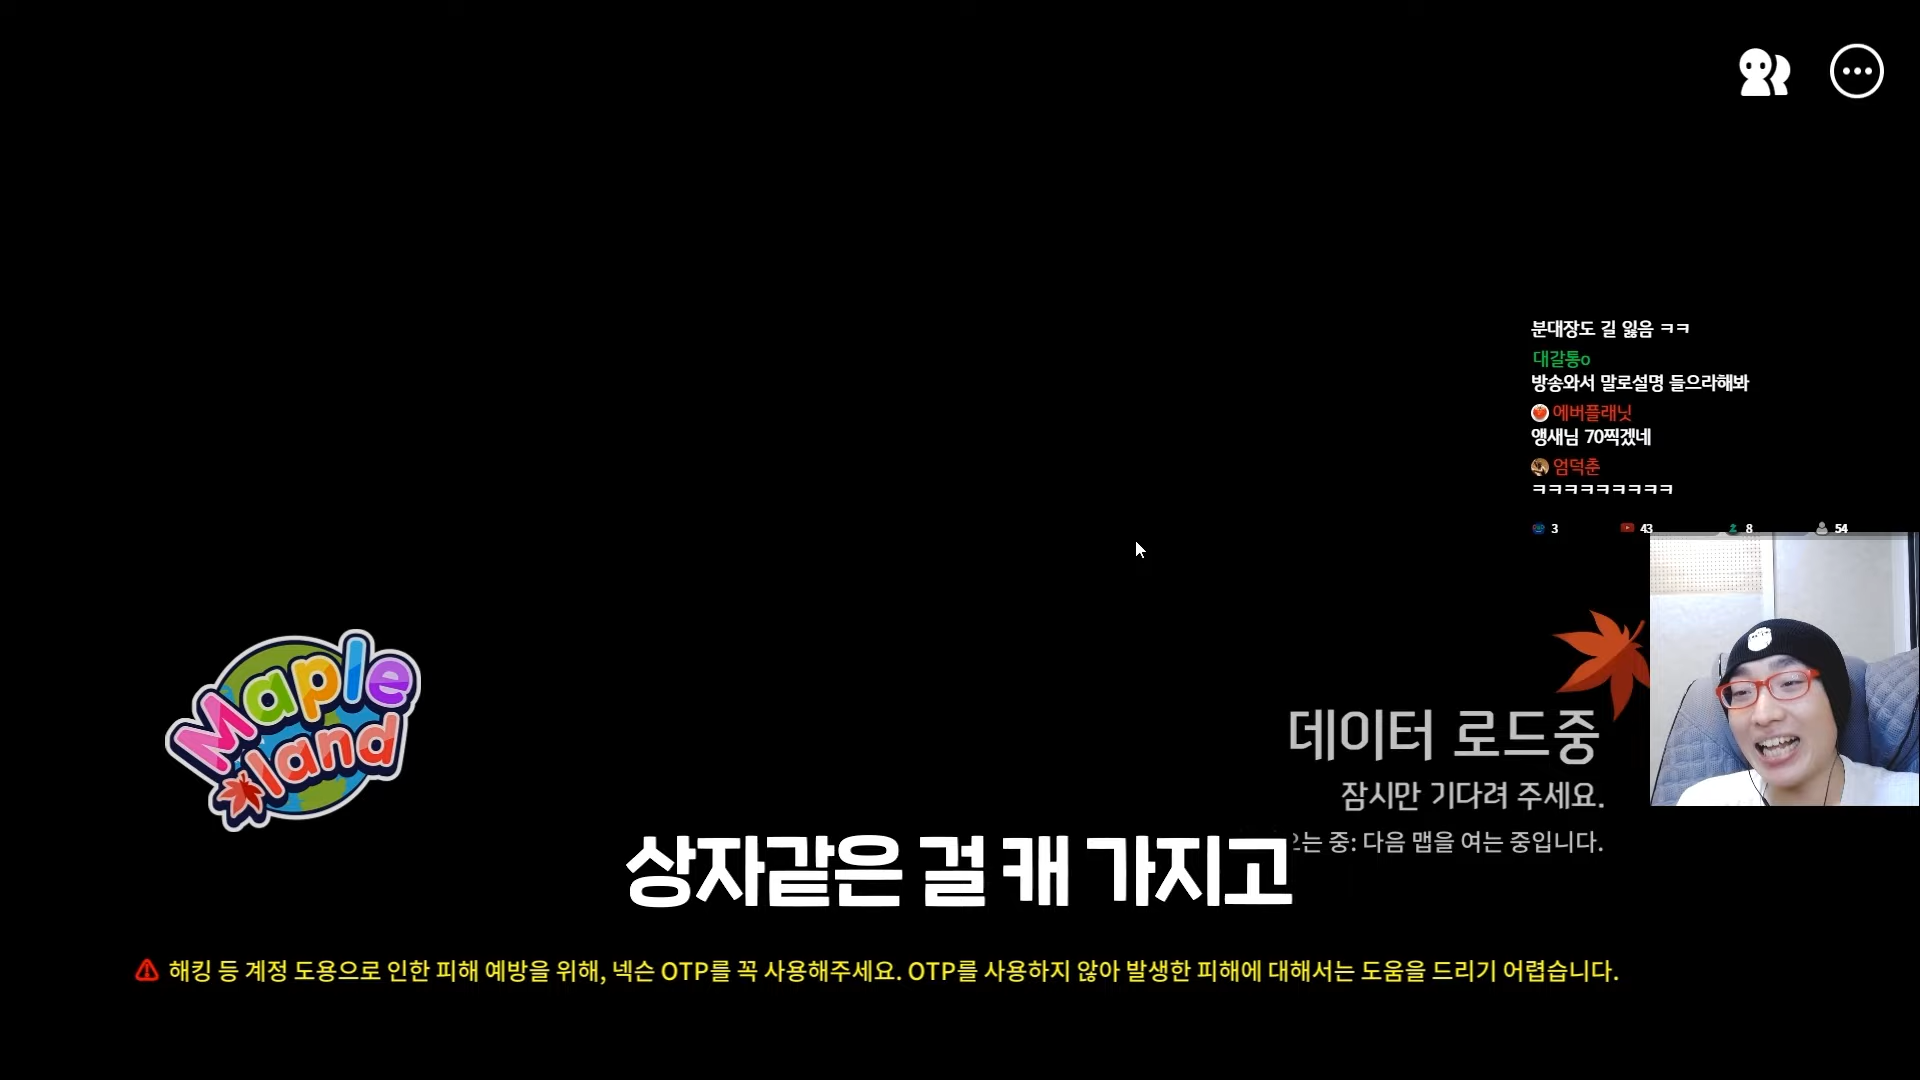 분대장도 길 잃음 ㅋㅋ
대갈통o
방송와서 말로설명 들으라해봐
에버플래닛
앵새님 70찍겠네
엄덕춘
ㅋㅋㅋㅋㅋㅋㅋㅋㅋ
3 43 8 54
Maple
land
데이터 로드중
잠시만 기다려 주세요.
는 중: 다음 맵을 여는 중입니다.
상자같은 걸 캐 가지고
해킹 등 계정 도용으로 인한 피해 예방을 위해, 넥슨 OTP를 꼭 사용해주세요. OTP를 사용하지 않아 발생한 피해에 대해서는 도움을 드리기 어렵습니다.